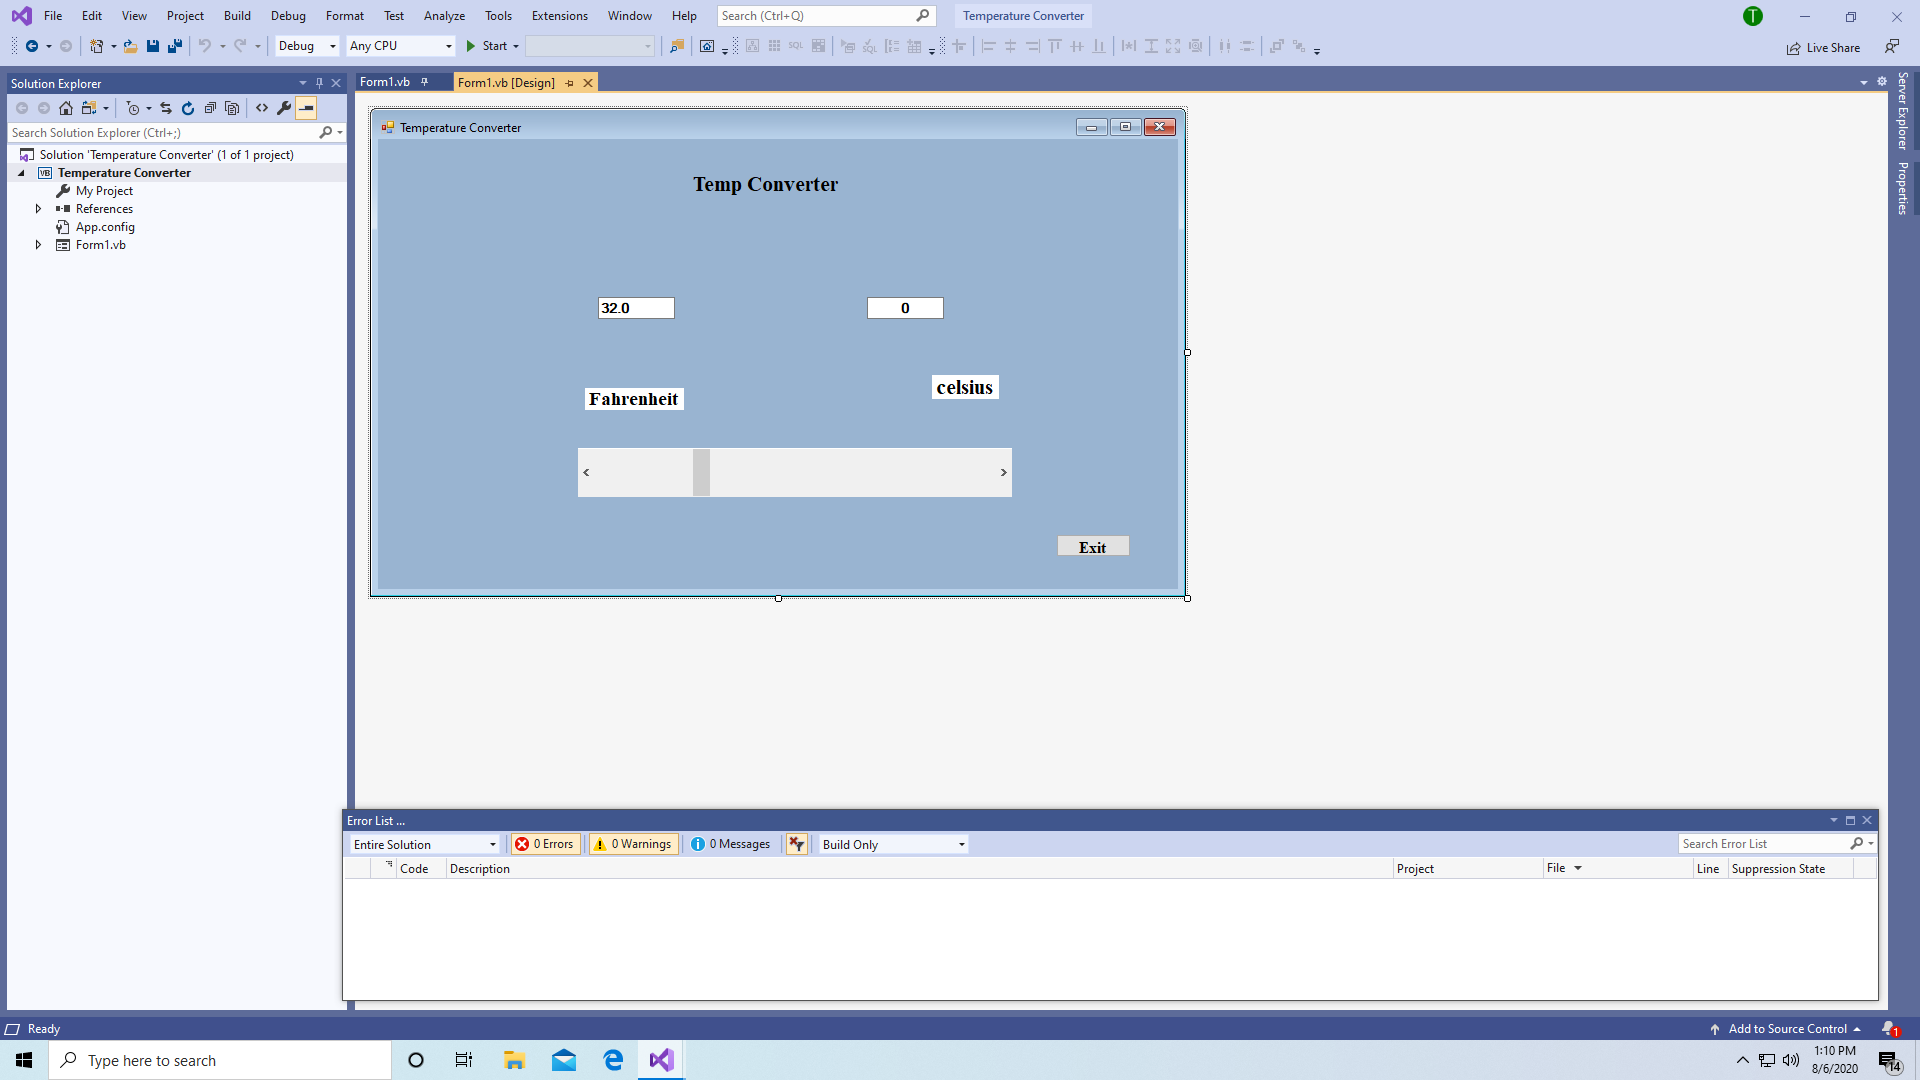 File Edit View Project Build Debug Format Test Analyze Tools Extensions Window Help Search (Ctrl+Q) Temperature Converter T
Debug Any CPU Start SQL SQL Live Share
Solution Explorer Form1.vb Form1.vb [Design]
Server Explorer
Properties
Search Solution Explorer (Ctrl+;)
Solution 'Temperature Converter' (1 of 1 project)
VB Temperature Converter
My Project
References
App.config
Form1.vb
Temperature Converter
Temp Converter
32.0 0
Fahrenheit celsius
Exit
Error List ...
Entire Solution 0 Errors 0 Warnings 0 Messages Build Only Search Error List
Code Description Project File Line Suppression State
Ready Add to Source Control 1
Type here to search 1:10 PM
8/6/2020 14